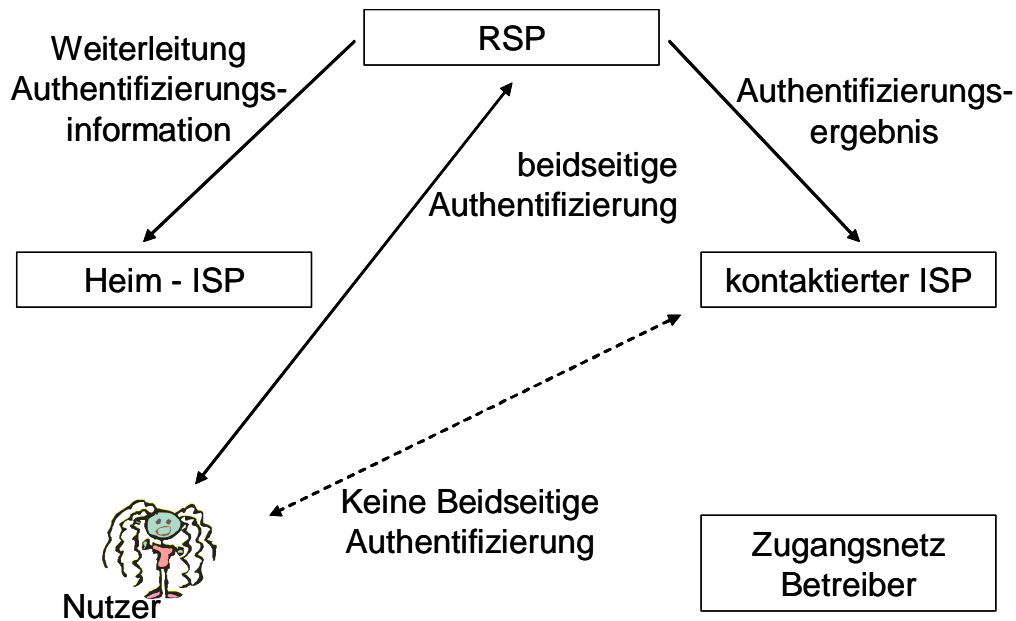 RSP
Weiterleitung
Authentifizierungs-
information
Authentifizierungs-
ergebnis
beidseitige
Authentifizierung
Heim - ISP
kontaktierter ISP
Keine Beidseitige
Authentifizierung
Zugangsnetz
Betreiber
Nutzer